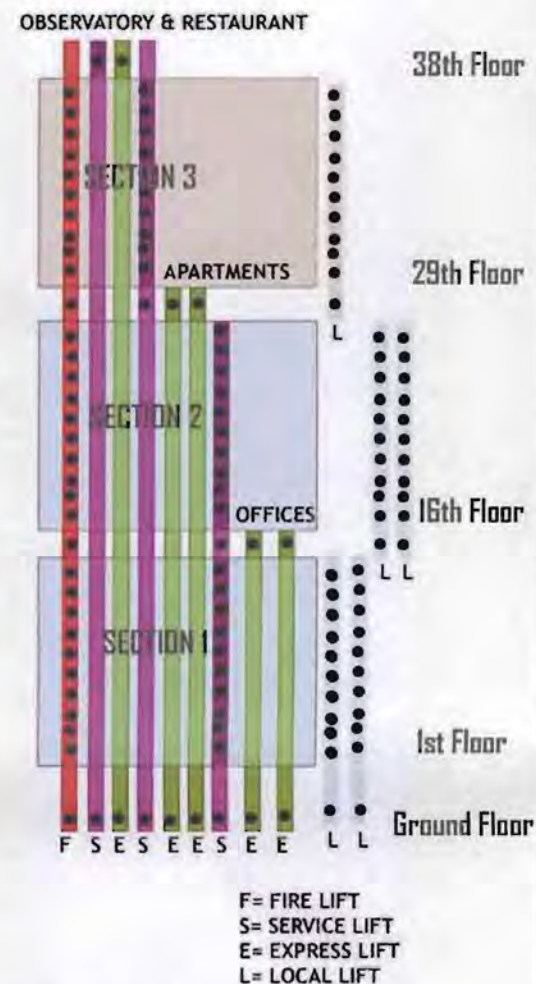 OBSERVATORY & RESTAURANT
38th Floor
SECTION 3
APARTMENTS
29th Floor
L
SECTION 2
OFFICES
16th Floor
L L
SECTION 1
1st Floor
Ground Floor
F S E S E E S E E L L
F= FIRE LIFT
S= SERVICE LIFT
E= EXPRESS LIFT
L= LOCAL LIFT